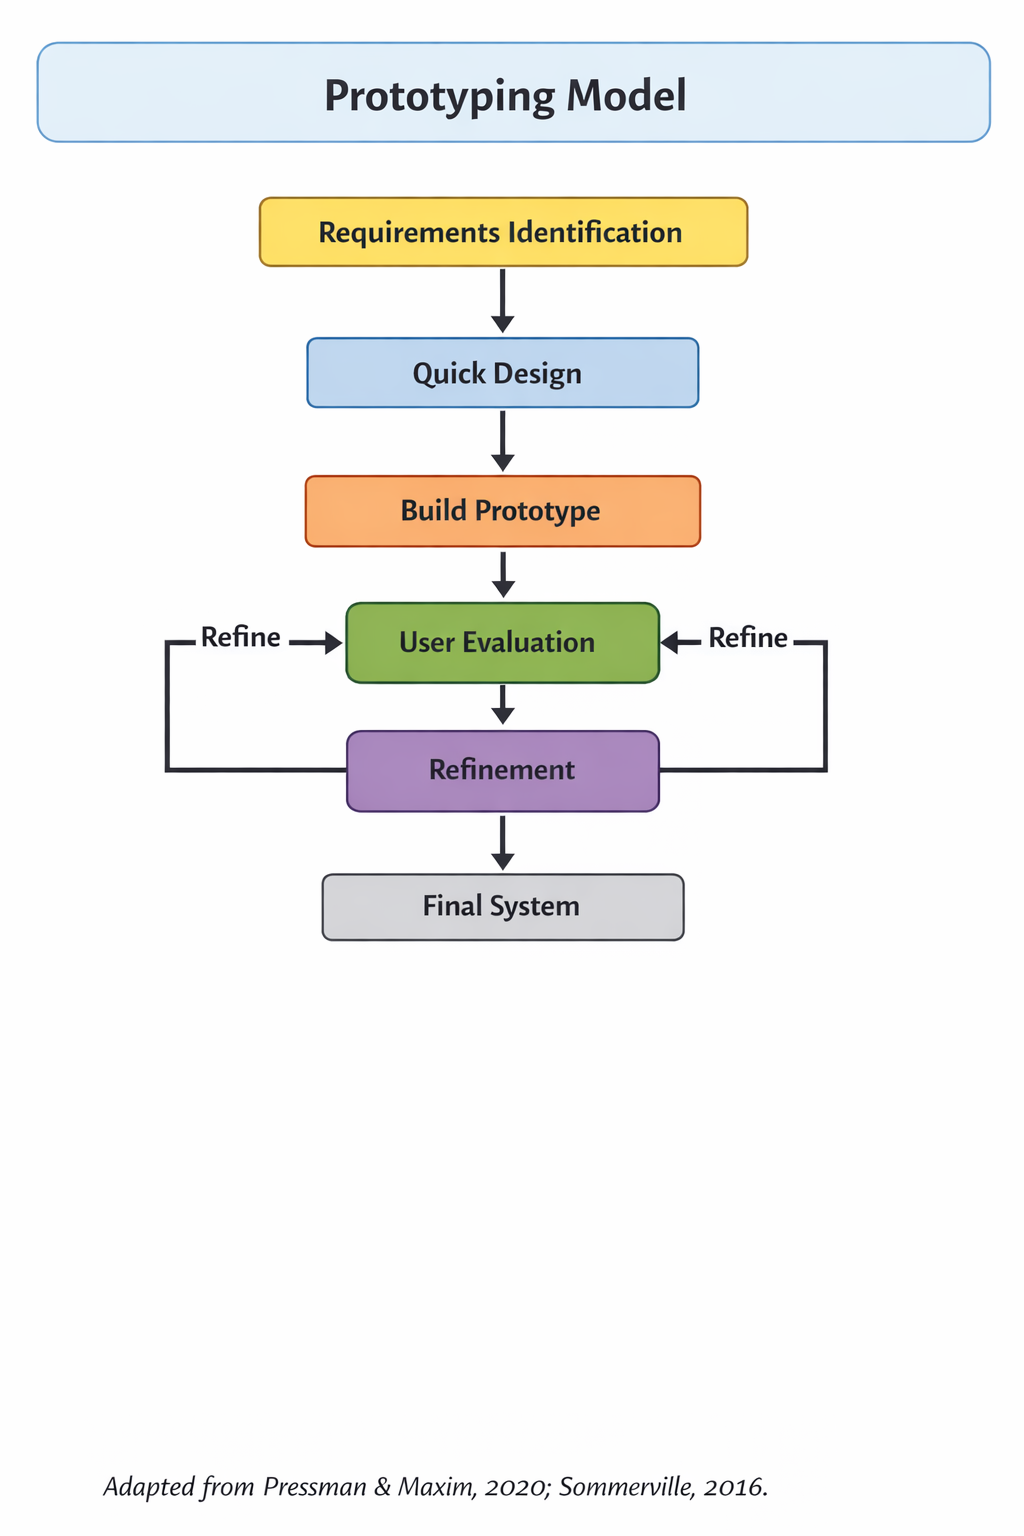 Prototyping Model
Requirements Identification
Quick Design
Build Prototype
Refine
User Evaluation
Refine
Refinement
Final System
Adapted from Pressman & Maxim, 2020; Sommerville, 2016.